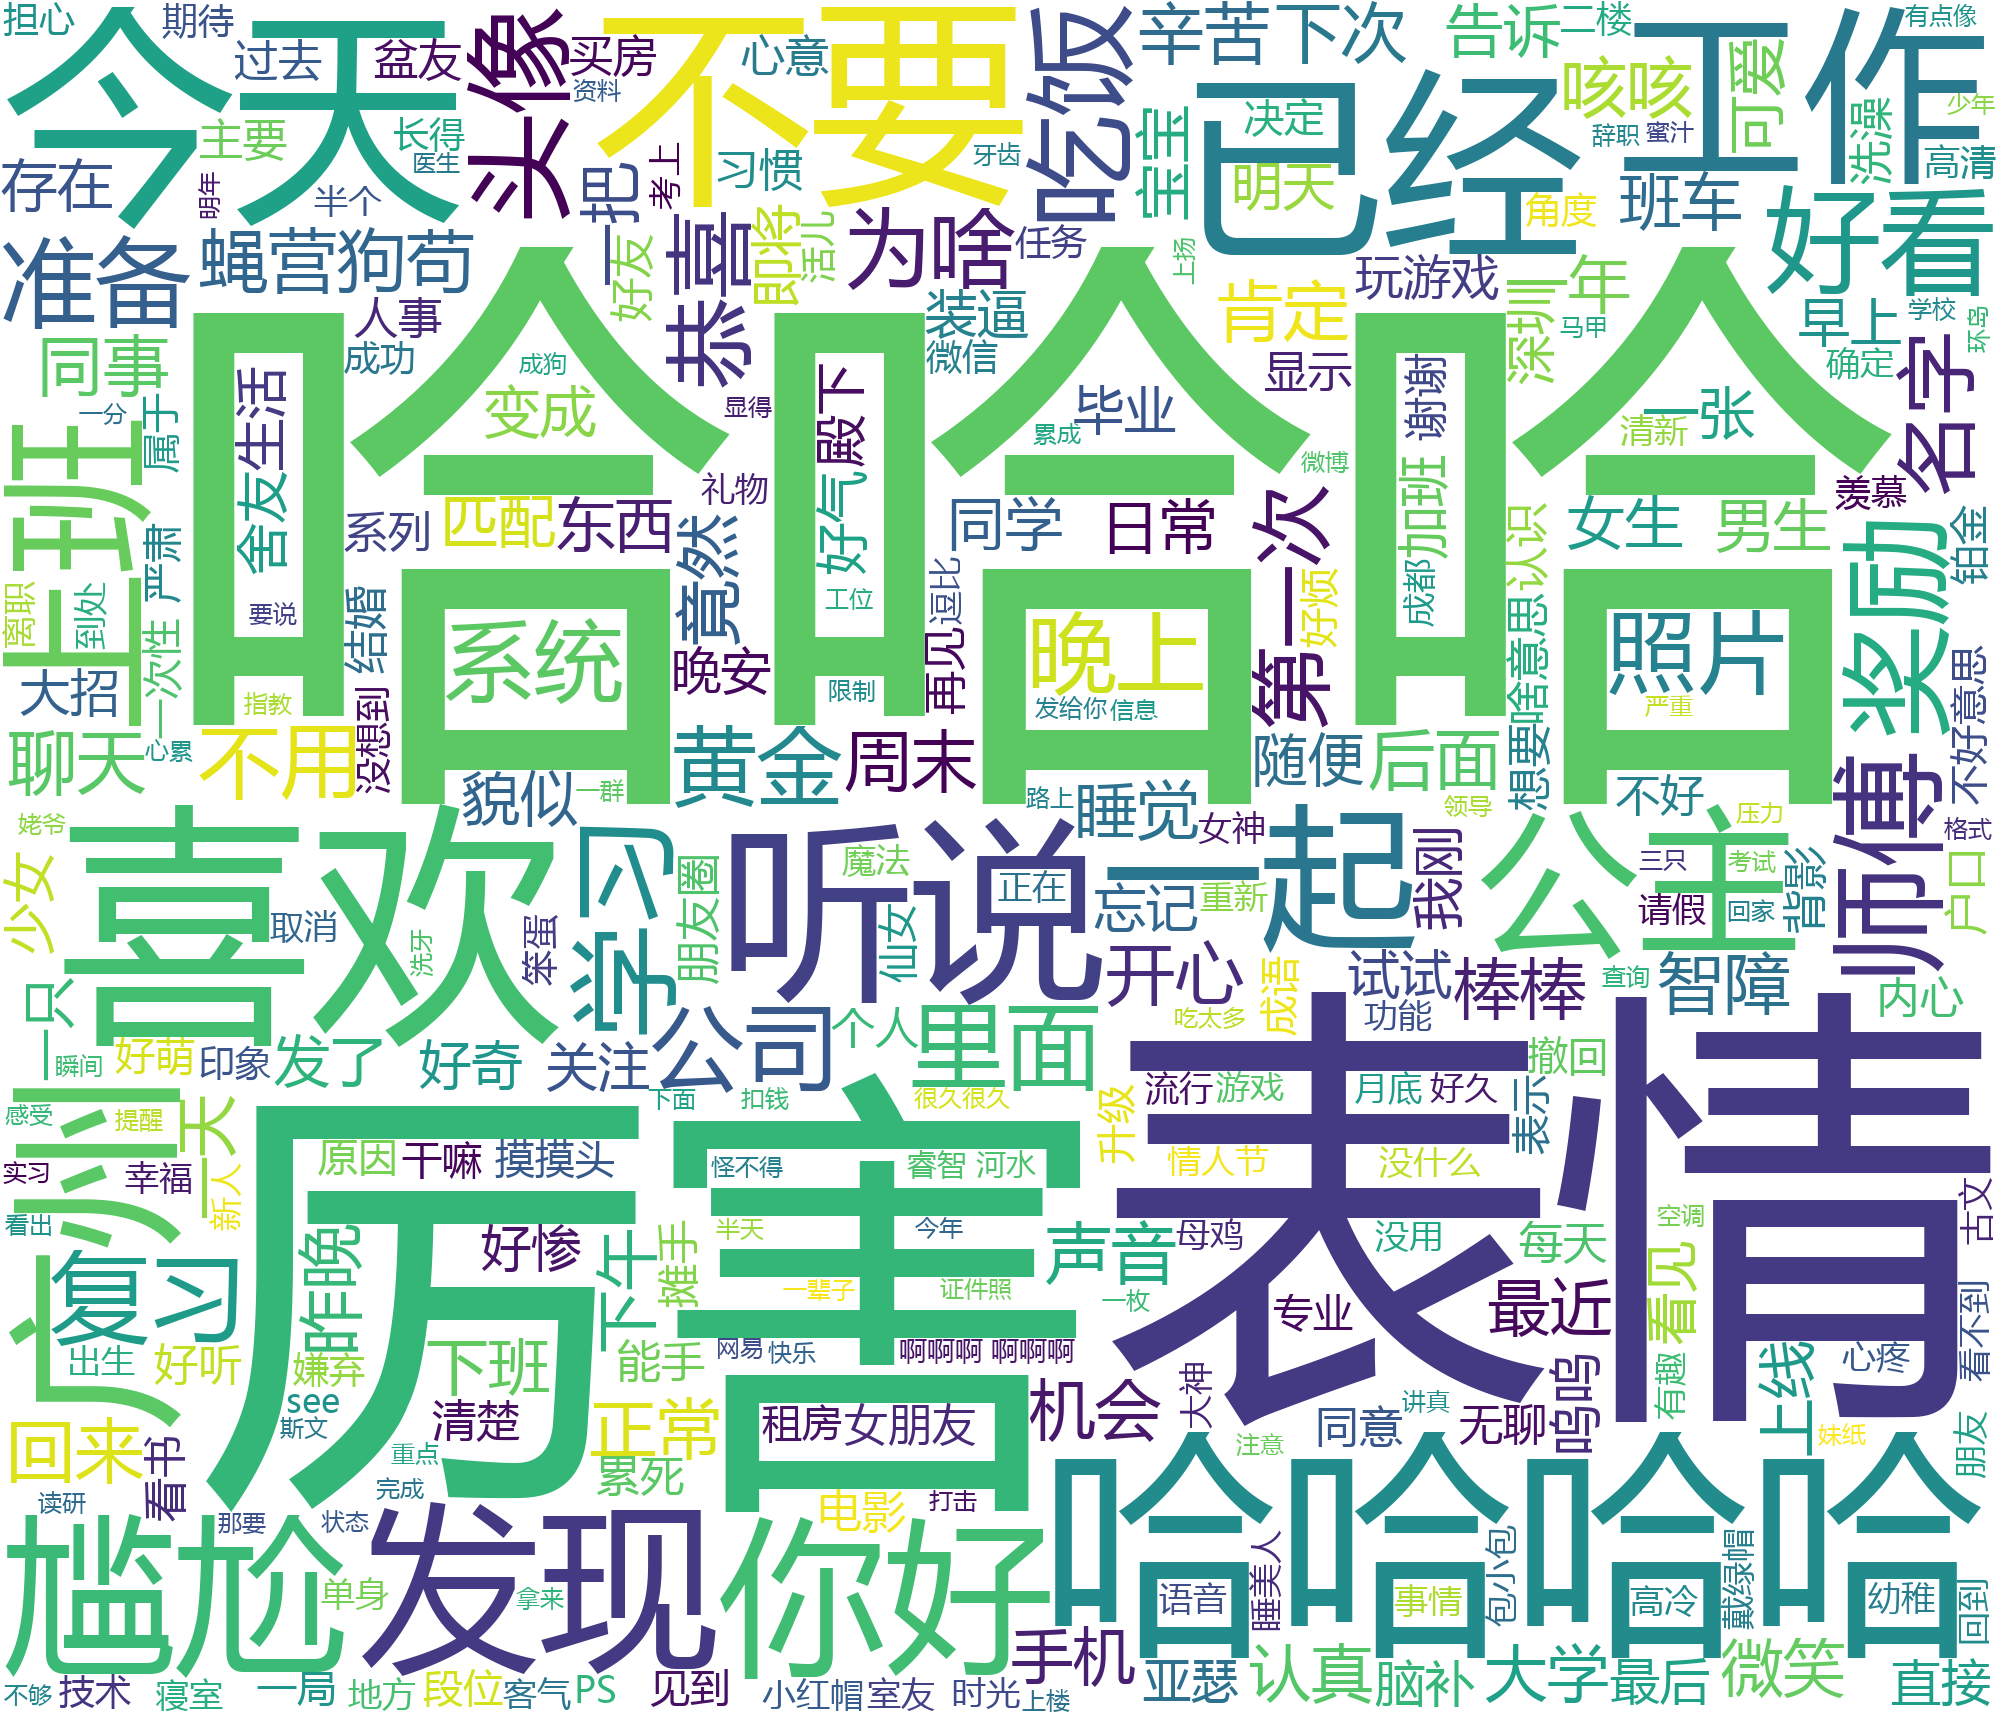 担心
今天
期待
过去
盆友
头像
买房
资料
不要
心意
吃饭
辛苦
下次
告诉
二楼
工作
有点像
咳咳
可爱
少年
已经
决定
明天
宝宝
辞职
蜜汁
洗澡
高清
主要
长得
医生
存在
明年
半个
一把
考上
习惯
牙齿
角度
班车
好看
准备
蝇营狗苟
好友
恭喜
即将
活儿
为啥
任务
上扬
玩游戏
深圳
一年
马甲
早上
学校
环岛
同事
人事
成功
成狗
装逼
微信
肯定
显示
确定
名字
哈哈哈
一分
属于
舍友
生活
变成
显得
殿下
毕业
累成
谢谢
微博
一张
清新
羡慕
上班
严肃
系列
匹配
东西
礼物
竟然
好气
同学
日常
第一次
加班
成都
认识
女生
男生
奖励
铂金
离职
到处
要说
结婚
系统
工位
逗比
晚上
好烦
啥意思
照片
大招
一次性
指教
没想到
晚安
限制
再见
发给你
信息
严重
不好意思
聊天
心累
不用
貌似
一群
黄金
周末
路上
睡觉
随便
后面
领导
想要
不好
压力
师傅
格式
姥爷
喜欢
少女
取消
洗牙
笨蛋
学习
朋友圈
听说
魔法
仙女
正在
女神
忘记
重新
一起
我刚
公主
三只
考试
请假
回家
背影
户口
一只
瞬间
好萌
印象
发了
好奇
关注
公司
个人
里面
开心
吃太多
成语
试试
功能
棒棒
查询
智障
内心
撤回
广州
感受
提醒
一天
下面
扣钱
很久很久
升级
流行
游戏
月底
好久
表示
表情
实习
幸福
新人
原因
干嘛
摸摸头
厉害
怪不得
睿智
河水
情人节
没什么
空调
古文
看出
复习
昨晚
好惨
下午
摊手
半天
今年
声音
母鸡
没用
每天
看见
一辈子
证件照
一枚
专业
最近
看不到
出生
好听
嫌弃
see
斯文
下班
能手
网易
快乐
啊啊啊
啊啊啊
大神
讲真
呜呜
有趣
上线
心疼
回来
看书
清楚
重点
正常
累死
租房
女朋友
机会
注意
同意
无聊
妹纸
朋友
读研
那要
状态
完成
电影
打击
哈哈哈哈
尴尬
单身
发现
拿来
你好
语音
睡美人
事情
包小包
高冷
戴绿帽
幼稚
回到
不够
技术
寝室
一局
地方
段位
客气
PS
见到
小红帽
室友
时光
上楼
手机
亚瑟
认真
脑补
大学
最后
微笑
直接